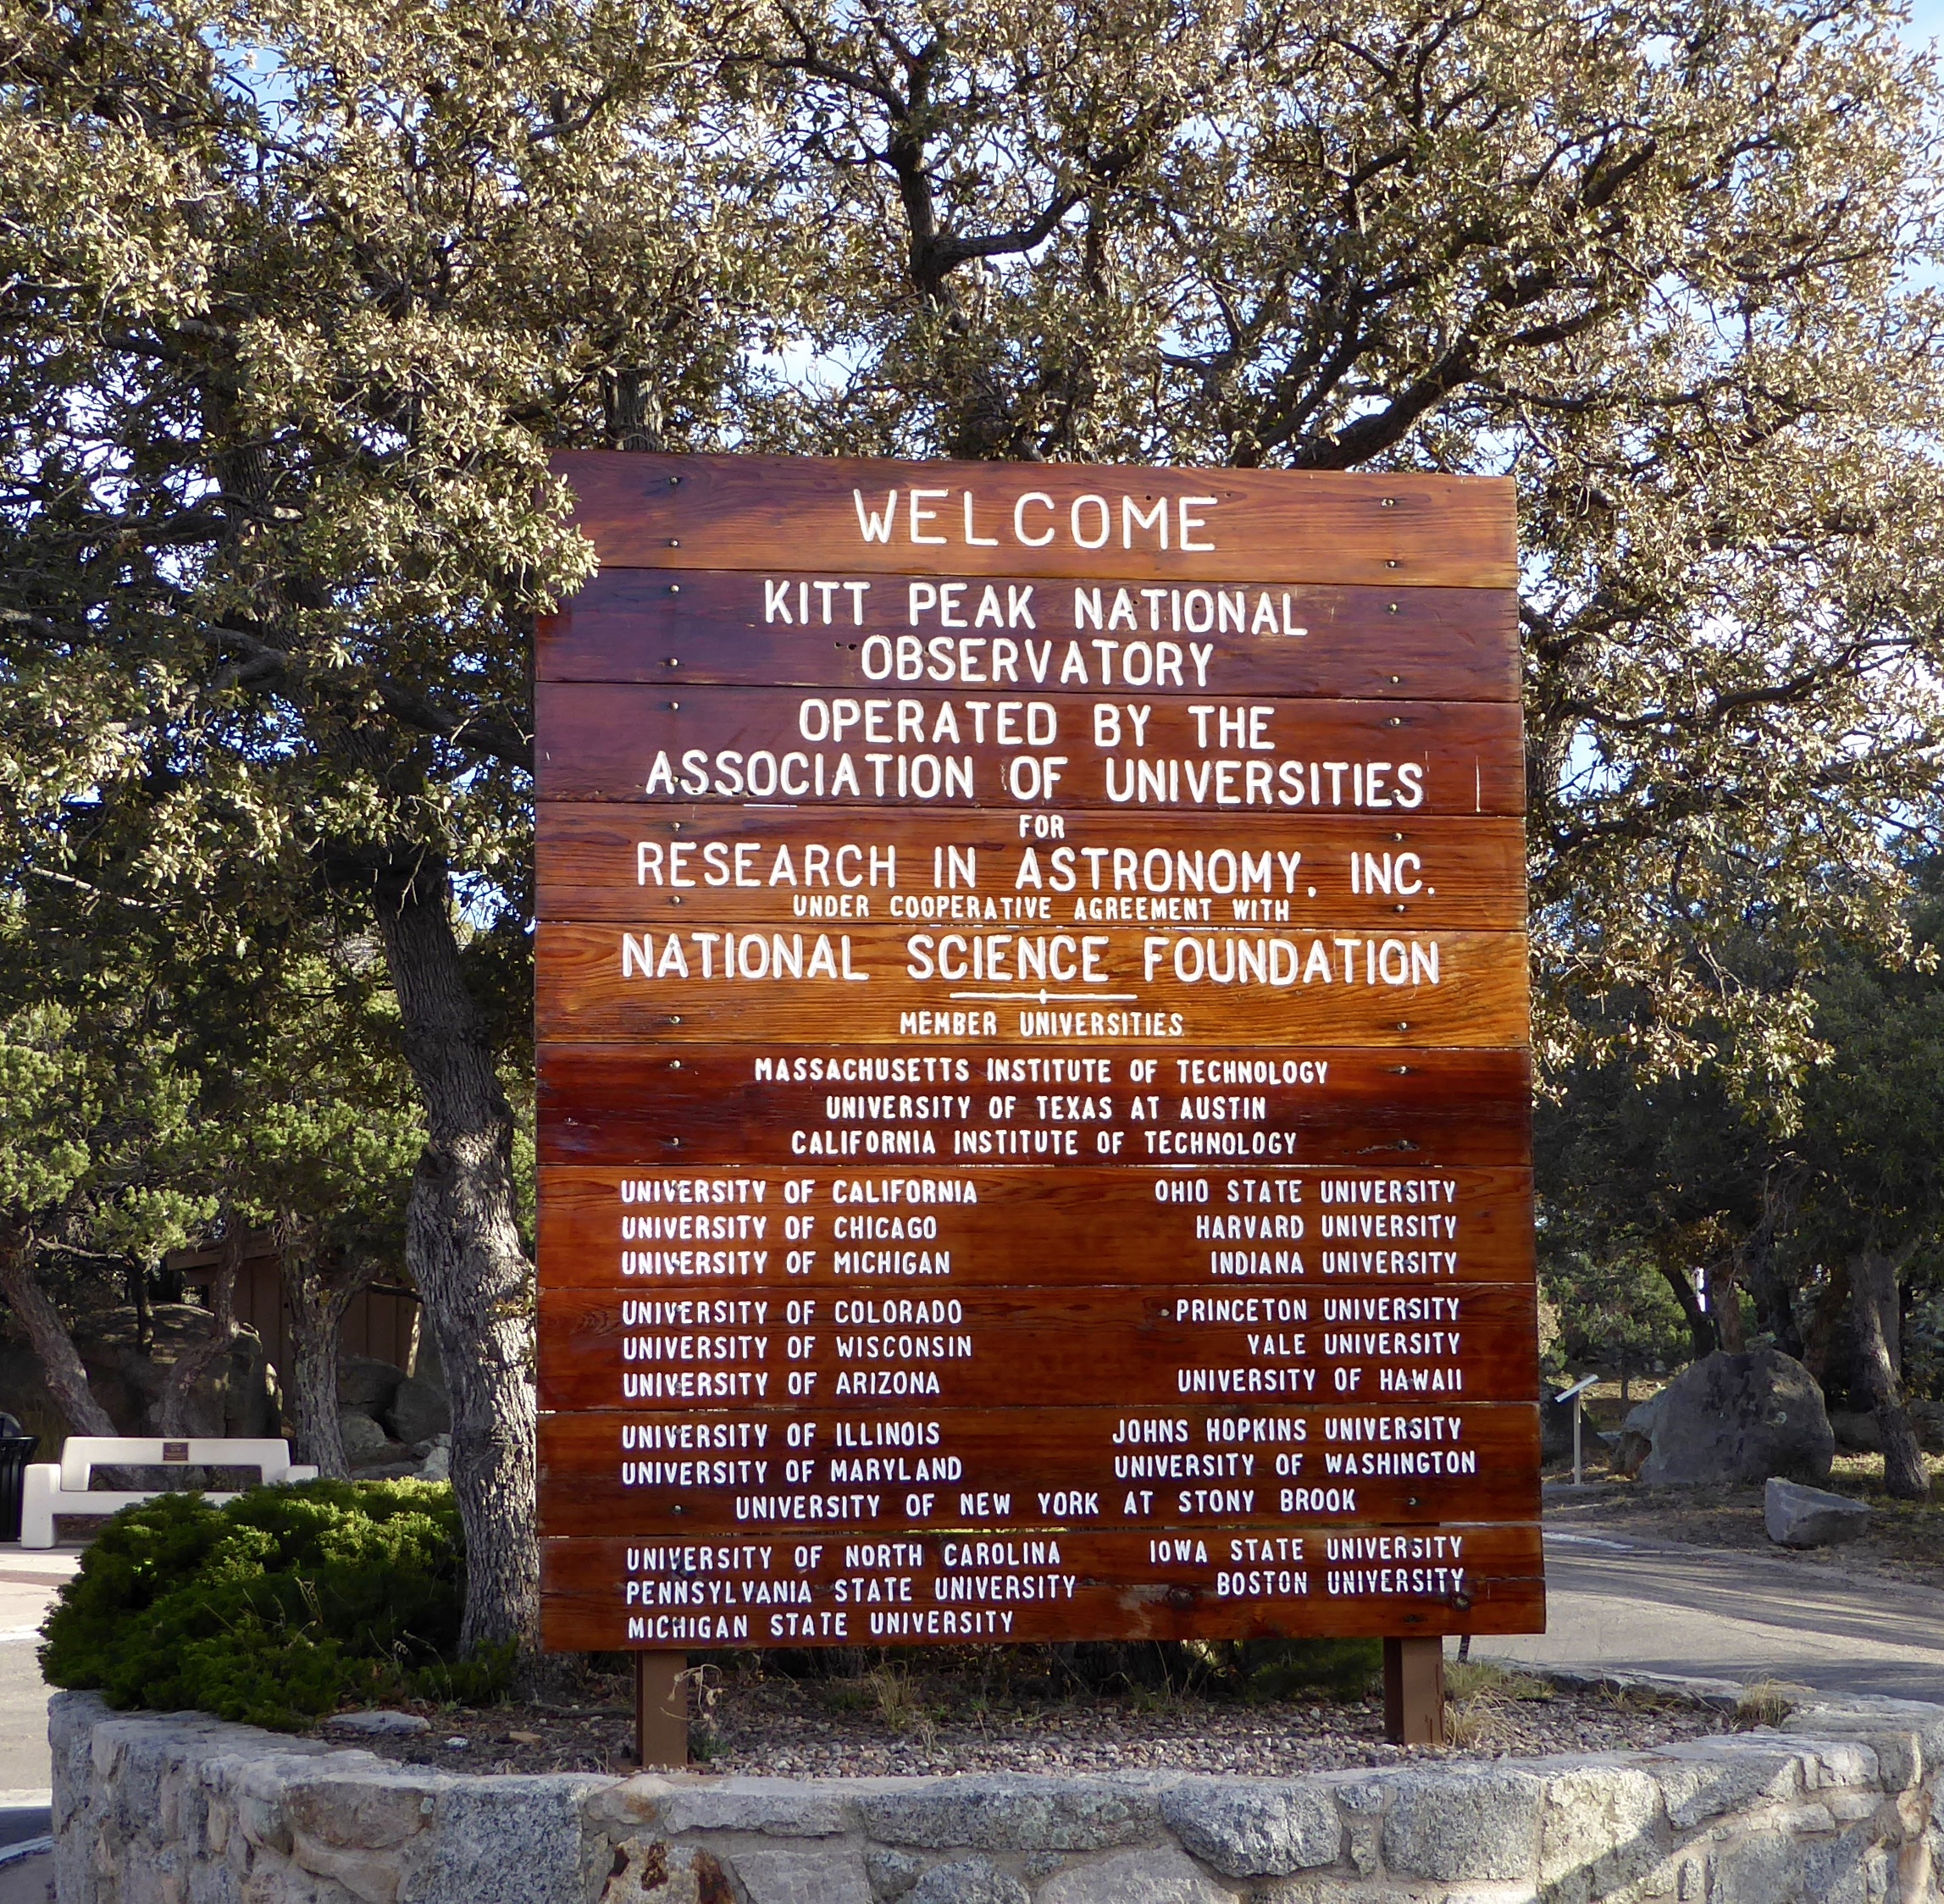 WELCOME
KITT PEAK NATIONAL
OBSERVATORY
OPERATED BY THE
ASSOCIATION OF UNIVERSITIES
FOR
RESEARCH IN ASTRONOMY, INC.
UNDER COOPERATIVE AGREEMENT WITH
NATIONAL SCIENCE FOUNDATION
MEMBER UNIVERSITIES
MASSACHUSETTS INSTITUTE OF TECHNOLOGY
UNIVERSITY OF TEXAS AT AUSTIN
CALIFORNIA INSTITUTE OF TECHNOLOGY
UNIVERSITY OF CALIFORNIA OHIO STATE UNIVERSITY
UNIVERSITY OF CHICAGO HARVARD UNIVERSITY
UNIVERSITY OF MICHIGAN INDIANA UNIVERSITY
UNIVERSITY OF COLORADO PRINCETON UNIVERSITY
UNIVERSITY OF WISCONSIN YALE UNIVERSITY
UNIVERSITY OF ARIZONA UNIVERSITY OF HAWAII
UNIVERSITY OF ILLINOIS JOHNS HOPKINS UNIVERSITY
UNIVERSITY OF MARYLAND UNIVERSITY OF WASHINGTON
UNIVERSITY OF NEW YORK AT STONY BROOK
UNIVERSITY OF NORTH CAROLINA IOWA STATE UNIVERSITY
PENNSYLVANIA STATE UNIVERSITY BOSTON UNIVERSITY
MICHIGAN STATE UNIVERSITY